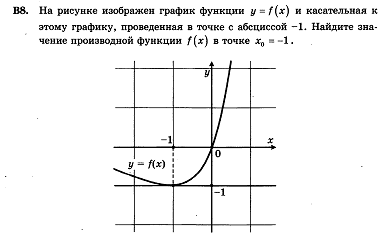 B8. На рисунке изображен график функции y = f(x) и касательная к
этому графику, проведенная в точке с абсциссой −1. Найдите зна-
чение производной функции f(x) в точке x₀ = −1.
y
−1
x
0
y = f(x)
−1